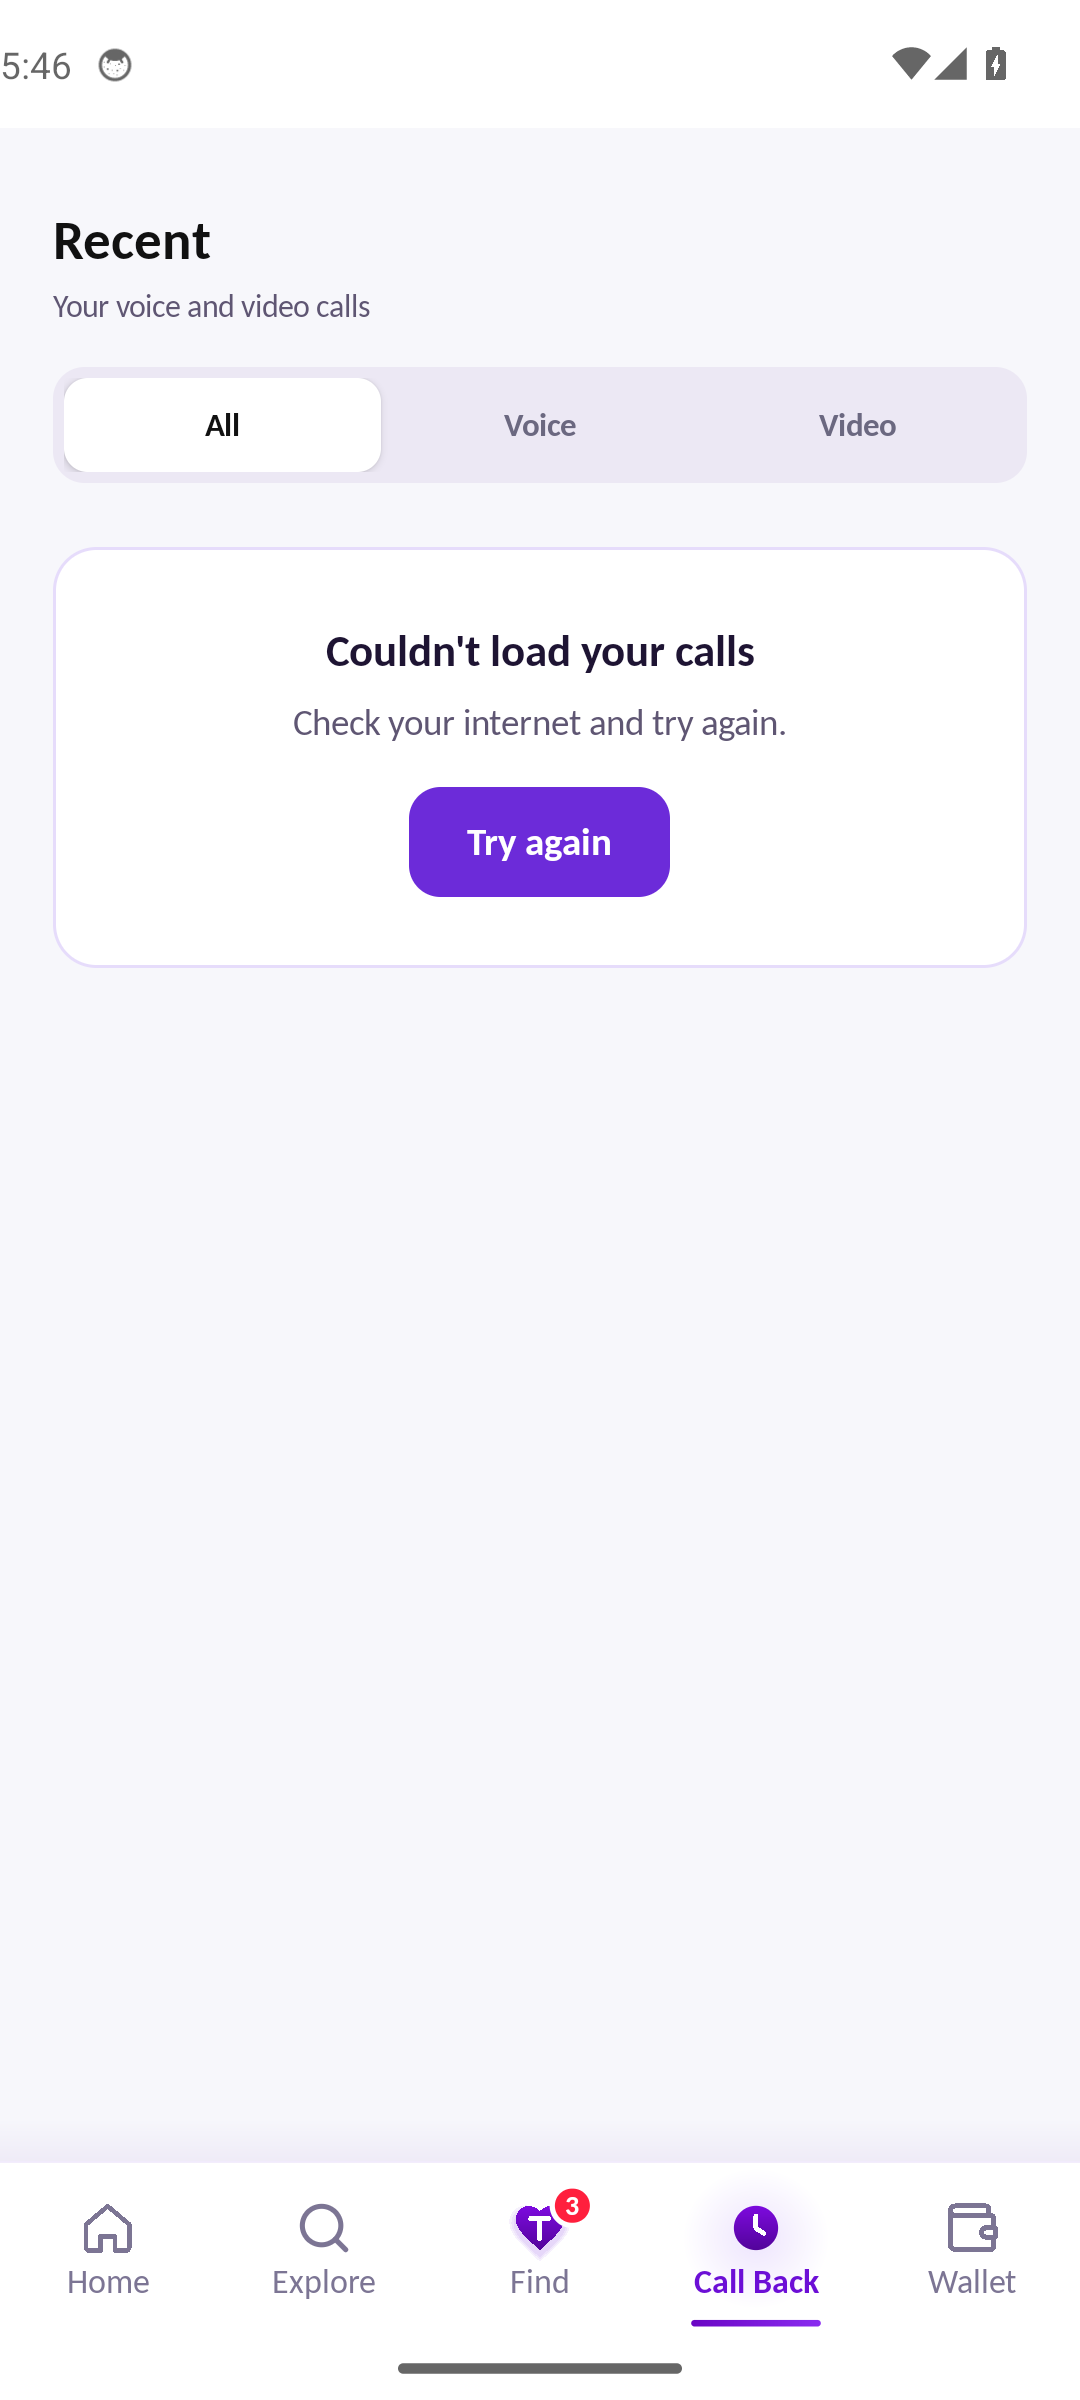 5:46
Recent
Your voice and video calls
All
Voice
Video
Couldn't load your calls
Check your internet and try again.
Try again
T
3
Home
Explore
Find
Call Back
Wallet